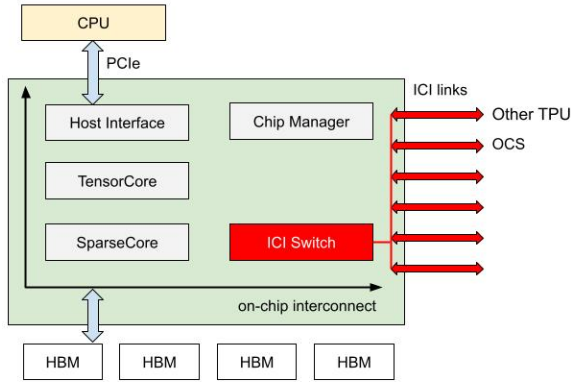 CPU
PCIe
ICI links
Host Interface
Chip Manager
Other TPU
OCS
TensorCore
SparseCore
ICI Switch
on-chip interconnect
HBM
HBM
HBM
HBM